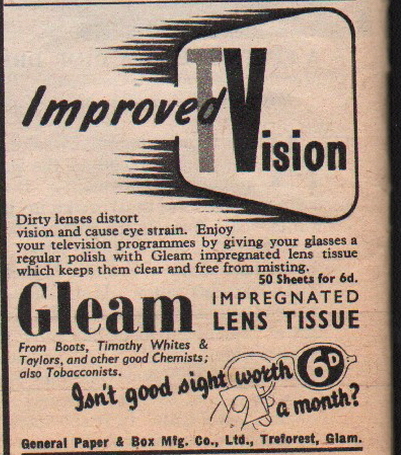 Improved TVision
Dirty lenses distort
vision and cause eye strain. Enjoy
your television programmes by giving your glasses a
regular polish with Gleam impregnated lens tissue
which keeps them clear and free from misting.
50 Sheets for 6d.
Gleam IMPREGNATED
LENS TISSUE
From Boots, Timothy Whites &
Taylors, and other good Chemists;
also Tobacconists.
Isn't good sight worth 6D
a month?
General Paper & Box Mfg. Co., Ltd., Treforest, Glam.